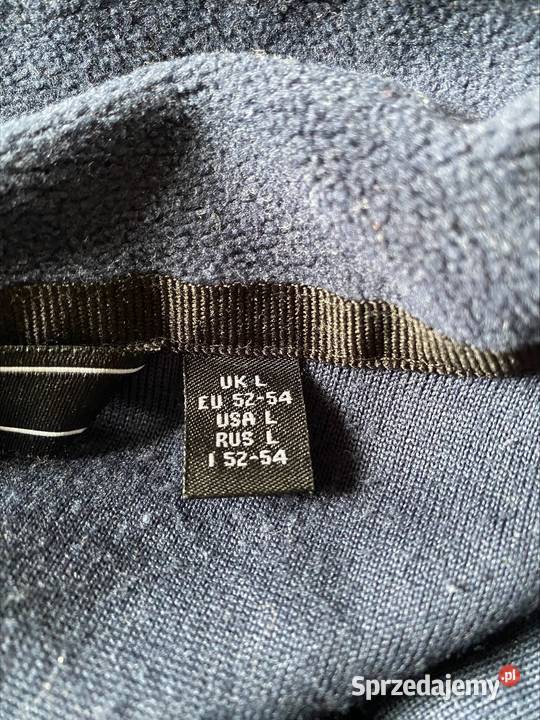 UK L
EU 52-54
USA L
RUS L
I 52-54
Sprzedajemy.pl